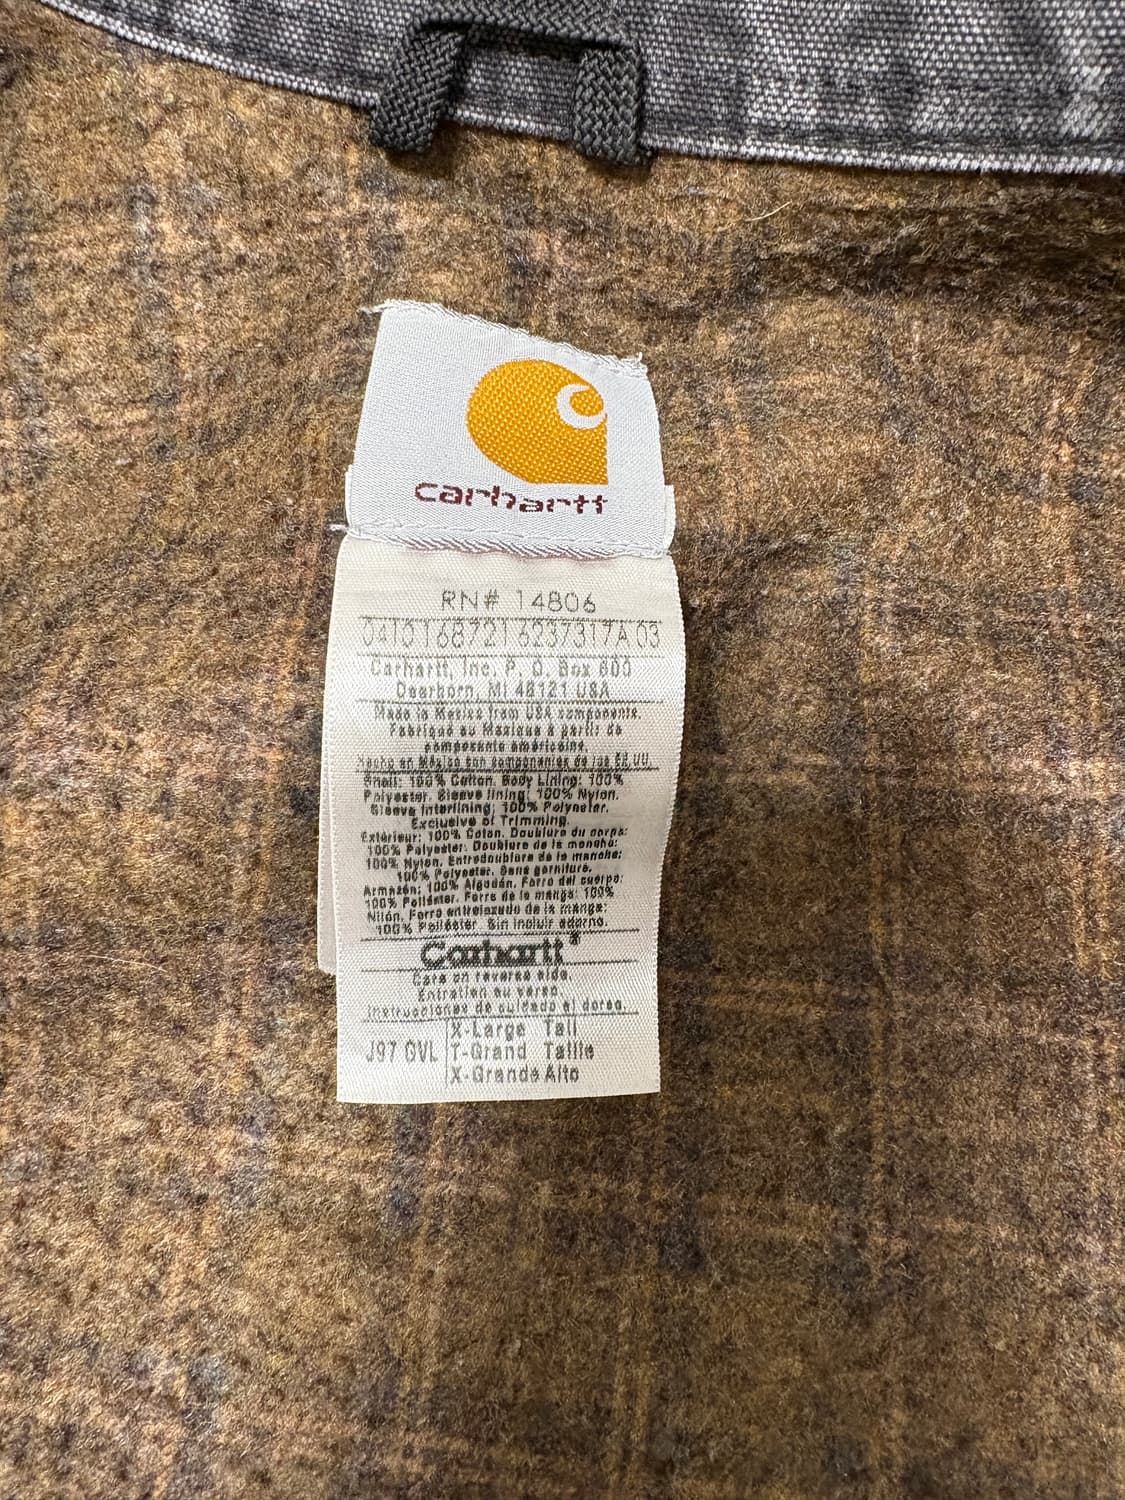 carhartt
RN# 14806
04101687216237317A 03
Carhartt, Inc. P. O. Box 600
Dearborn, MI 48121 USA
Made in Mexico from USA components.
Fabriqué au Mexique à partir de
composants américains.
Hecho en México con componentes de los EE.UU.
Shell: 100% Cotton. Body Lining: 100%
Polyester. Sleeve lining: 100% Nylon.
Sleeve Interlining: 100% Polyester.
Exclusive of Trimming.
Extérieur: 100% Coton. Doublure du corps:
100% Polyester. Doublure de la manche:
100% Nylon. Entredoublure de la manche:
100% Polyester. Sans garniture.
Armazón: 100% Algodón. Forro del cuerpo:
100% Poliéster. Forro de la manga: 100%
Nilón. Forro entrelazado de la manga:
100% Poliéster. Sin incluir adorno.
Carhartt®
Care on reverse side.
Entretien au verso.
Instrucciones de cuidado al dorso.
X-Large Tall
J97 GVL T-Grand Taille
X-Grande Alto